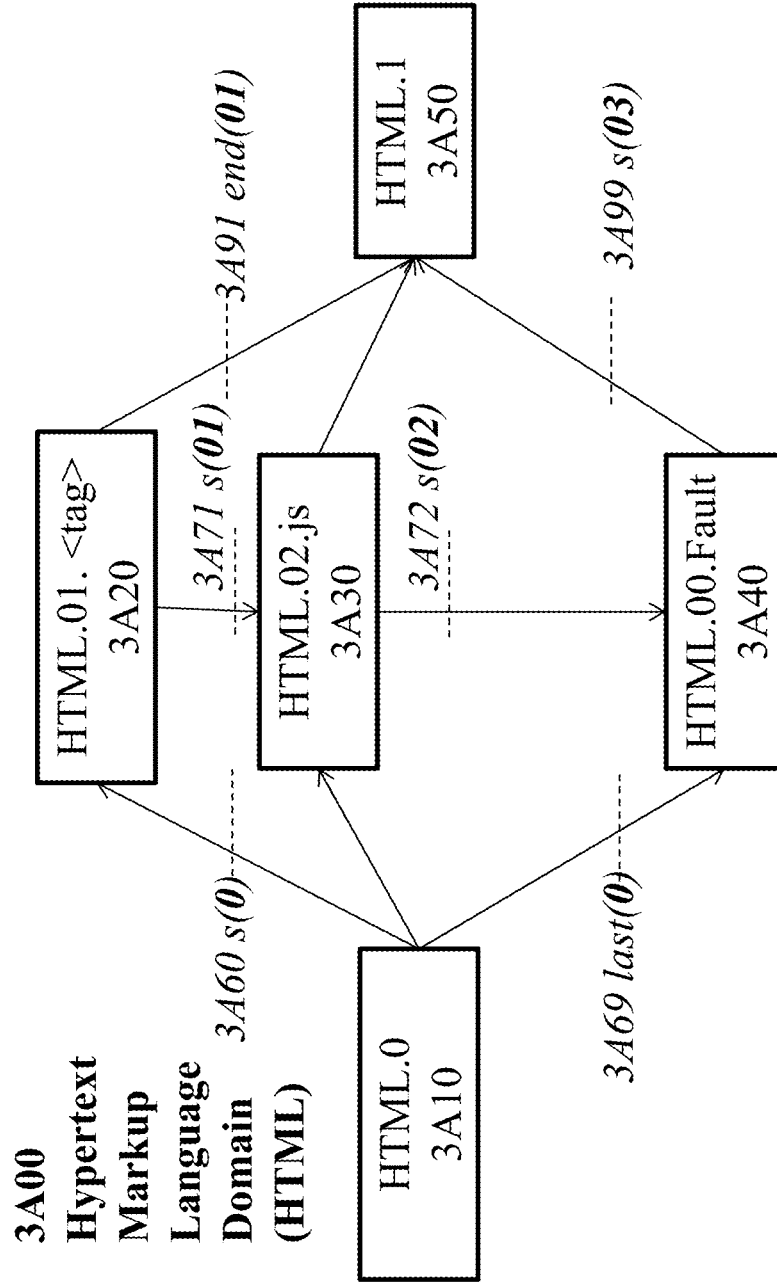 3A00
Hypertext
Markup
Language
Domain
(HTML)
HTML.0
3A10
3A60 s(0)
3A69 last(0)
HTML.01. <tag>
3A20
3A71 s(01)
HTML.02.js
3A30
3A72 s(02)
HTML.00.Fault
3A40
3A91 end(01)
HTML.1
3A50
3A99 s(03)